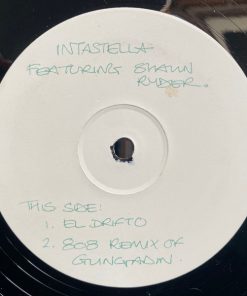 INTASTELLA
FEATURING SHAUN
RYDER.
THIS SIDE:
1. EL DRIFTO
2. 808 REMIX OF
GUNGADIN.